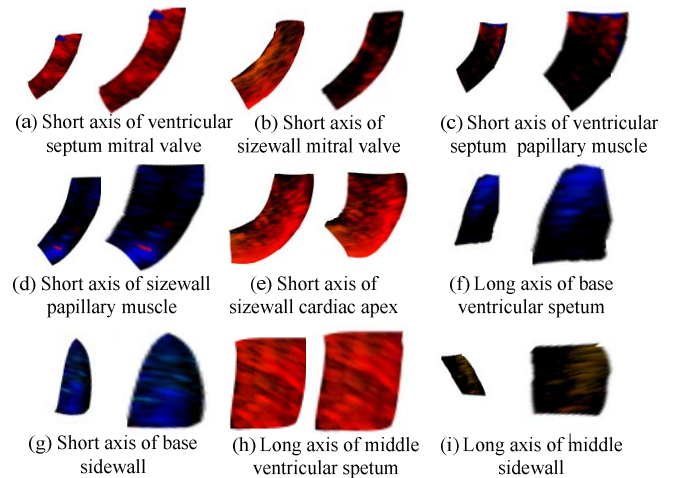 (a) Short axis of ventricular
septum mitral valve
(b) Short axis of
sizewall mitral valve
(c) Short axis of ventricular
septum papillary muscle
(d) Short axis of sizewall
papillary muscle
(e) Short axis of
sizewall cardiac apex
(f) Long axis of base
ventricular spetum
(g) Short axis of base
sidewall
(h) Long axis of middle
ventricular spetum
(i) Long axis of middle
sidewall